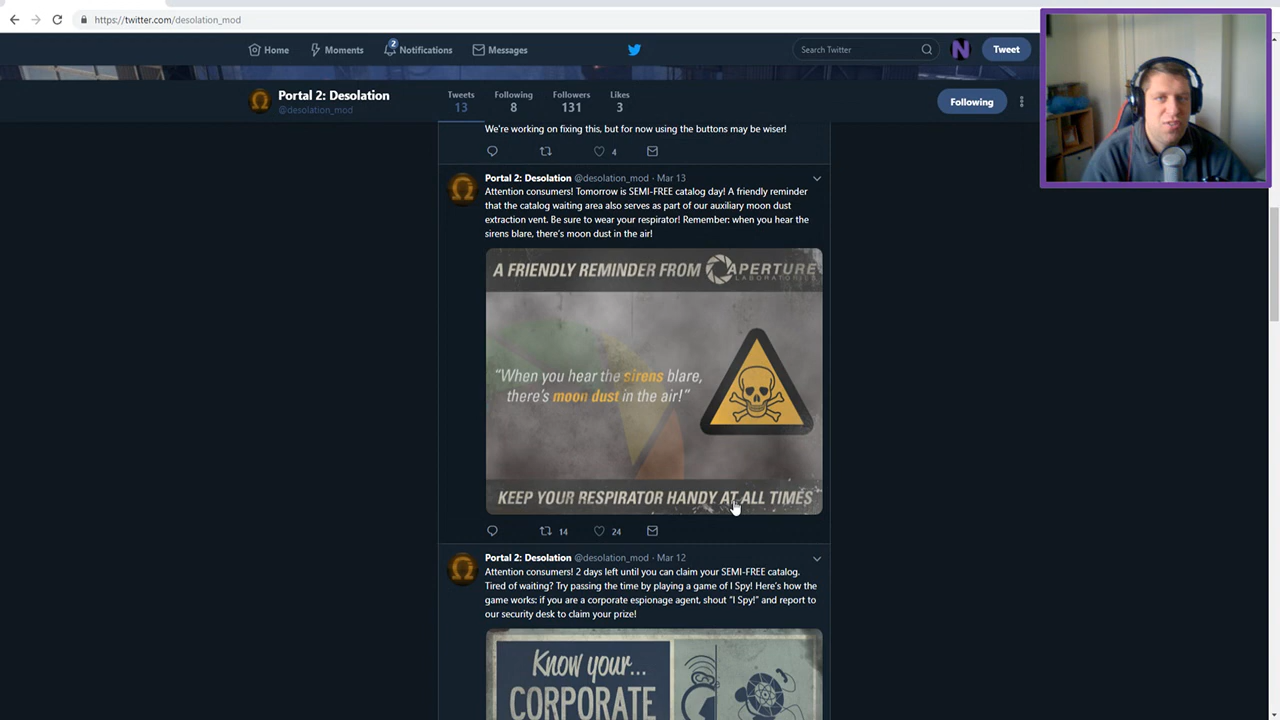 https://twitter.com/desolation_mod
Home
Moments
2
Notifications
Messages
Search Twitter
N
Tweet
Portal 2: Desolation
@desolation_mod
Tweets
13
Following
8
Followers
131
Likes
3
Following
We're working on fixing this, but for now using the buttons may be wiser!
4
Portal 2: Desolation @desolation_mod · Mar 13
Attention consumers! Tomorrow is SEMI-FREE catalog day! A friendly reminder
that the catalog waiting area also serves as part of our auxiliary moon dust
extraction vent. Be sure to wear your respirator! Remember: when you hear the
sirens blare, there's moon dust in the air!
A FRIENDLY REMINDER FROM APERTURE
LABORATORIES
"When you hear the sirens blare,
there's moon dust in the air!"
KEEP YOUR RESPIRATOR HANDY AT ALL TIMES
14
24
Portal 2: Desolation @desolation_mod · Mar 12
Attention consumers! 2 days left until you can claim your SEMI-FREE catalog.
Tired of waiting? Try passing the time by playing a game of I Spy! Here's how the
game works: if you are a corporate espionage agent, shout "I Spy!" and report to
our security desk to claim your prize!
Know your...
CORPORATE